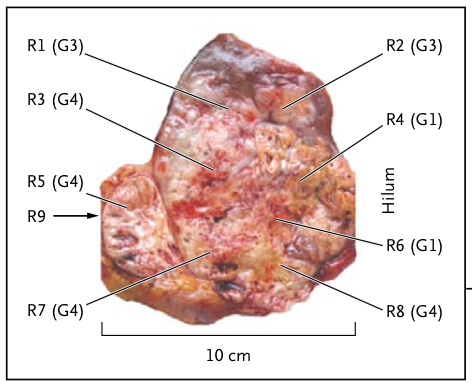 R1 (G3)
R2 (G3)
R3 (G4)
R4 (G1)
R5 (G4)
Hilum
R9
R6 (G1)
R7 (G4)
R8 (G4)
10 cm